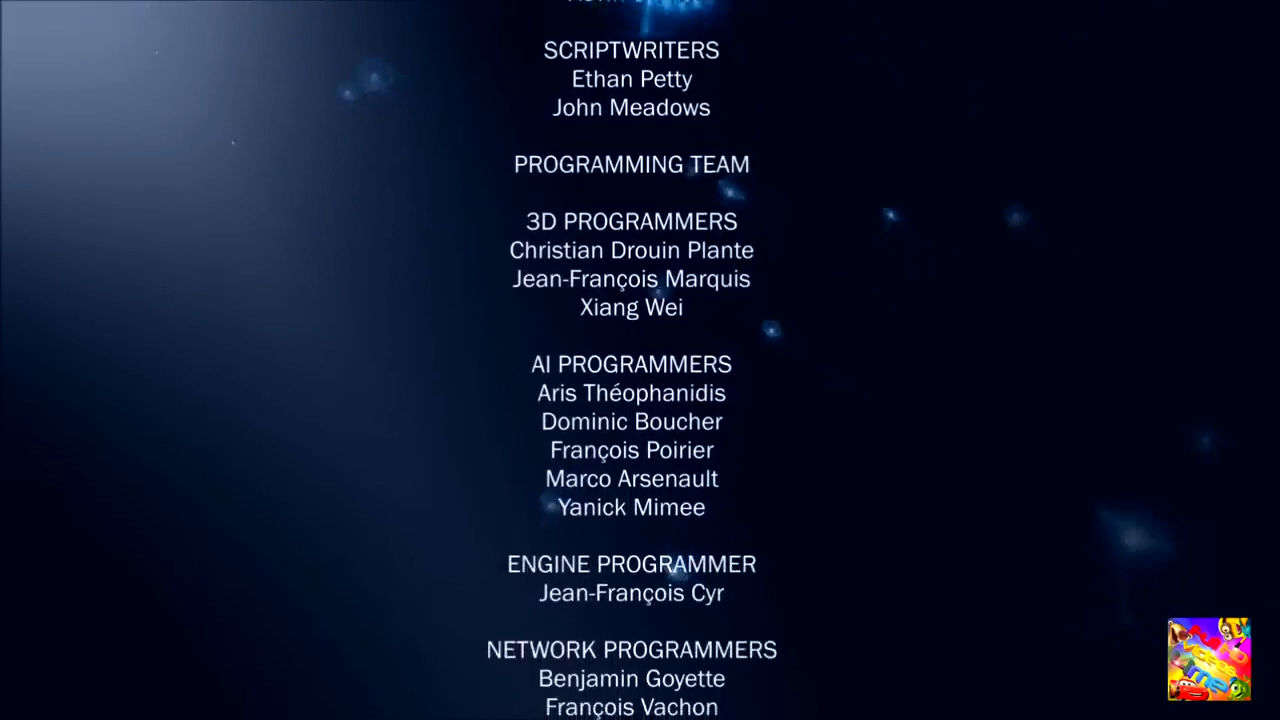 SCRIPTWRITERS
Ethan Petty
John Meadows
PROGRAMMING TEAM
3D PROGRAMMERS
Christian Drouin Plante
Jean-François Marquis
Xiang Wei
AI PROGRAMMERS
Aris Théophanidis
Dominic Boucher
François Poirier
Marco Arsenault
Yanick Mimee
ENGINE PROGRAMMER
Jean-François Cyr
NETWORK PROGRAMMERS
Benjamin Goyette
François Vachon